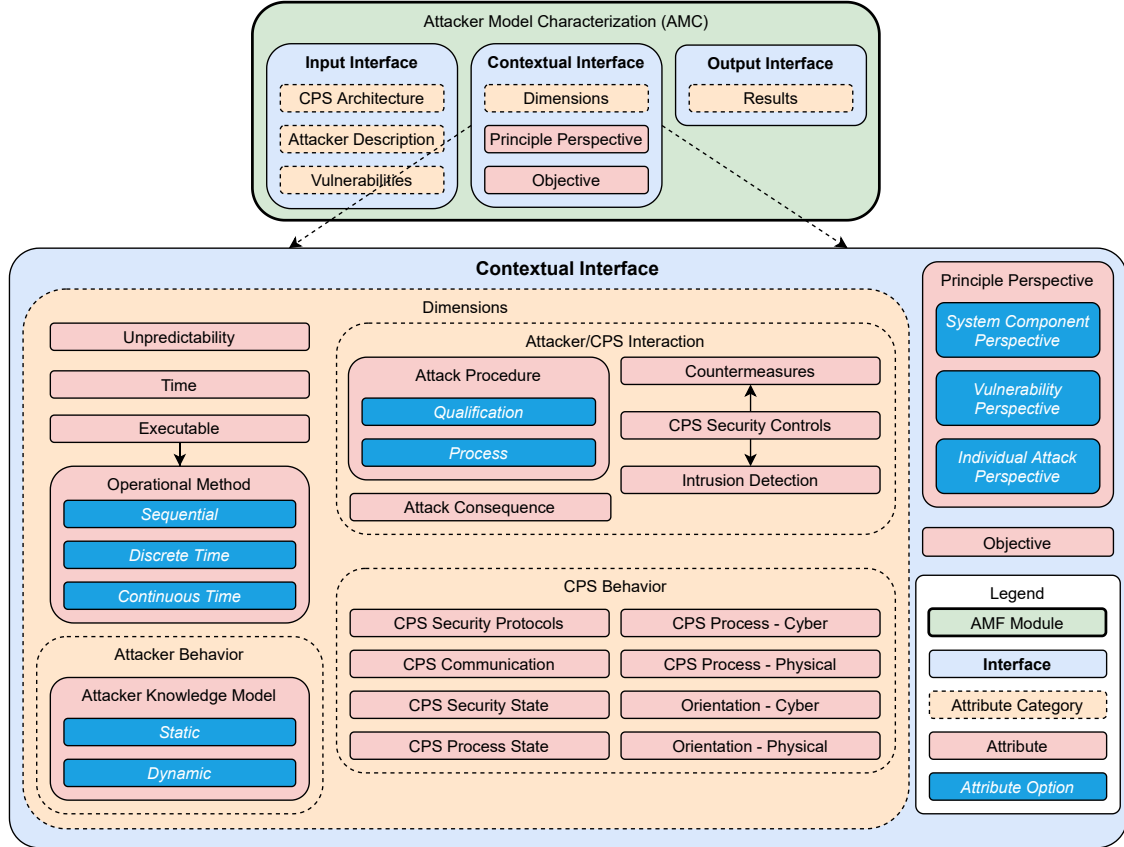 Attacker Model Characterization (AMC)
Input Interface
CPS Architecture
Attacker Description
Vulnerabilities
Contextual Interface
Dimensions
Principle Perspective
Objective
Output Interface
Results
Contextual Interface
Dimensions
Unpredictability
Time
Executable
Operational Method
Sequential
Discrete Time
Continuous Time
Attacker Behavior
Attacker Knowledge Model
Static
Dynamic
Attacker/CPS Interaction
Attack Procedure
Qualification
Process
Attack Consequence
Countermeasures
CPS Security Controls
Intrusion Detection
CPS Behavior
CPS Security Protocols
CPS Communication
CPS Security State
CPS Process State
CPS Process - Cyber
CPS Process - Physical
Orientation - Cyber
Orientation - Physical
Principle Perspective
System Component
Perspective
Vulnerability
Perspective
Individual Attack
Perspective
Objective
Legend
AMF Module
Interface
Attribute Category
Attribute
Attribute Option